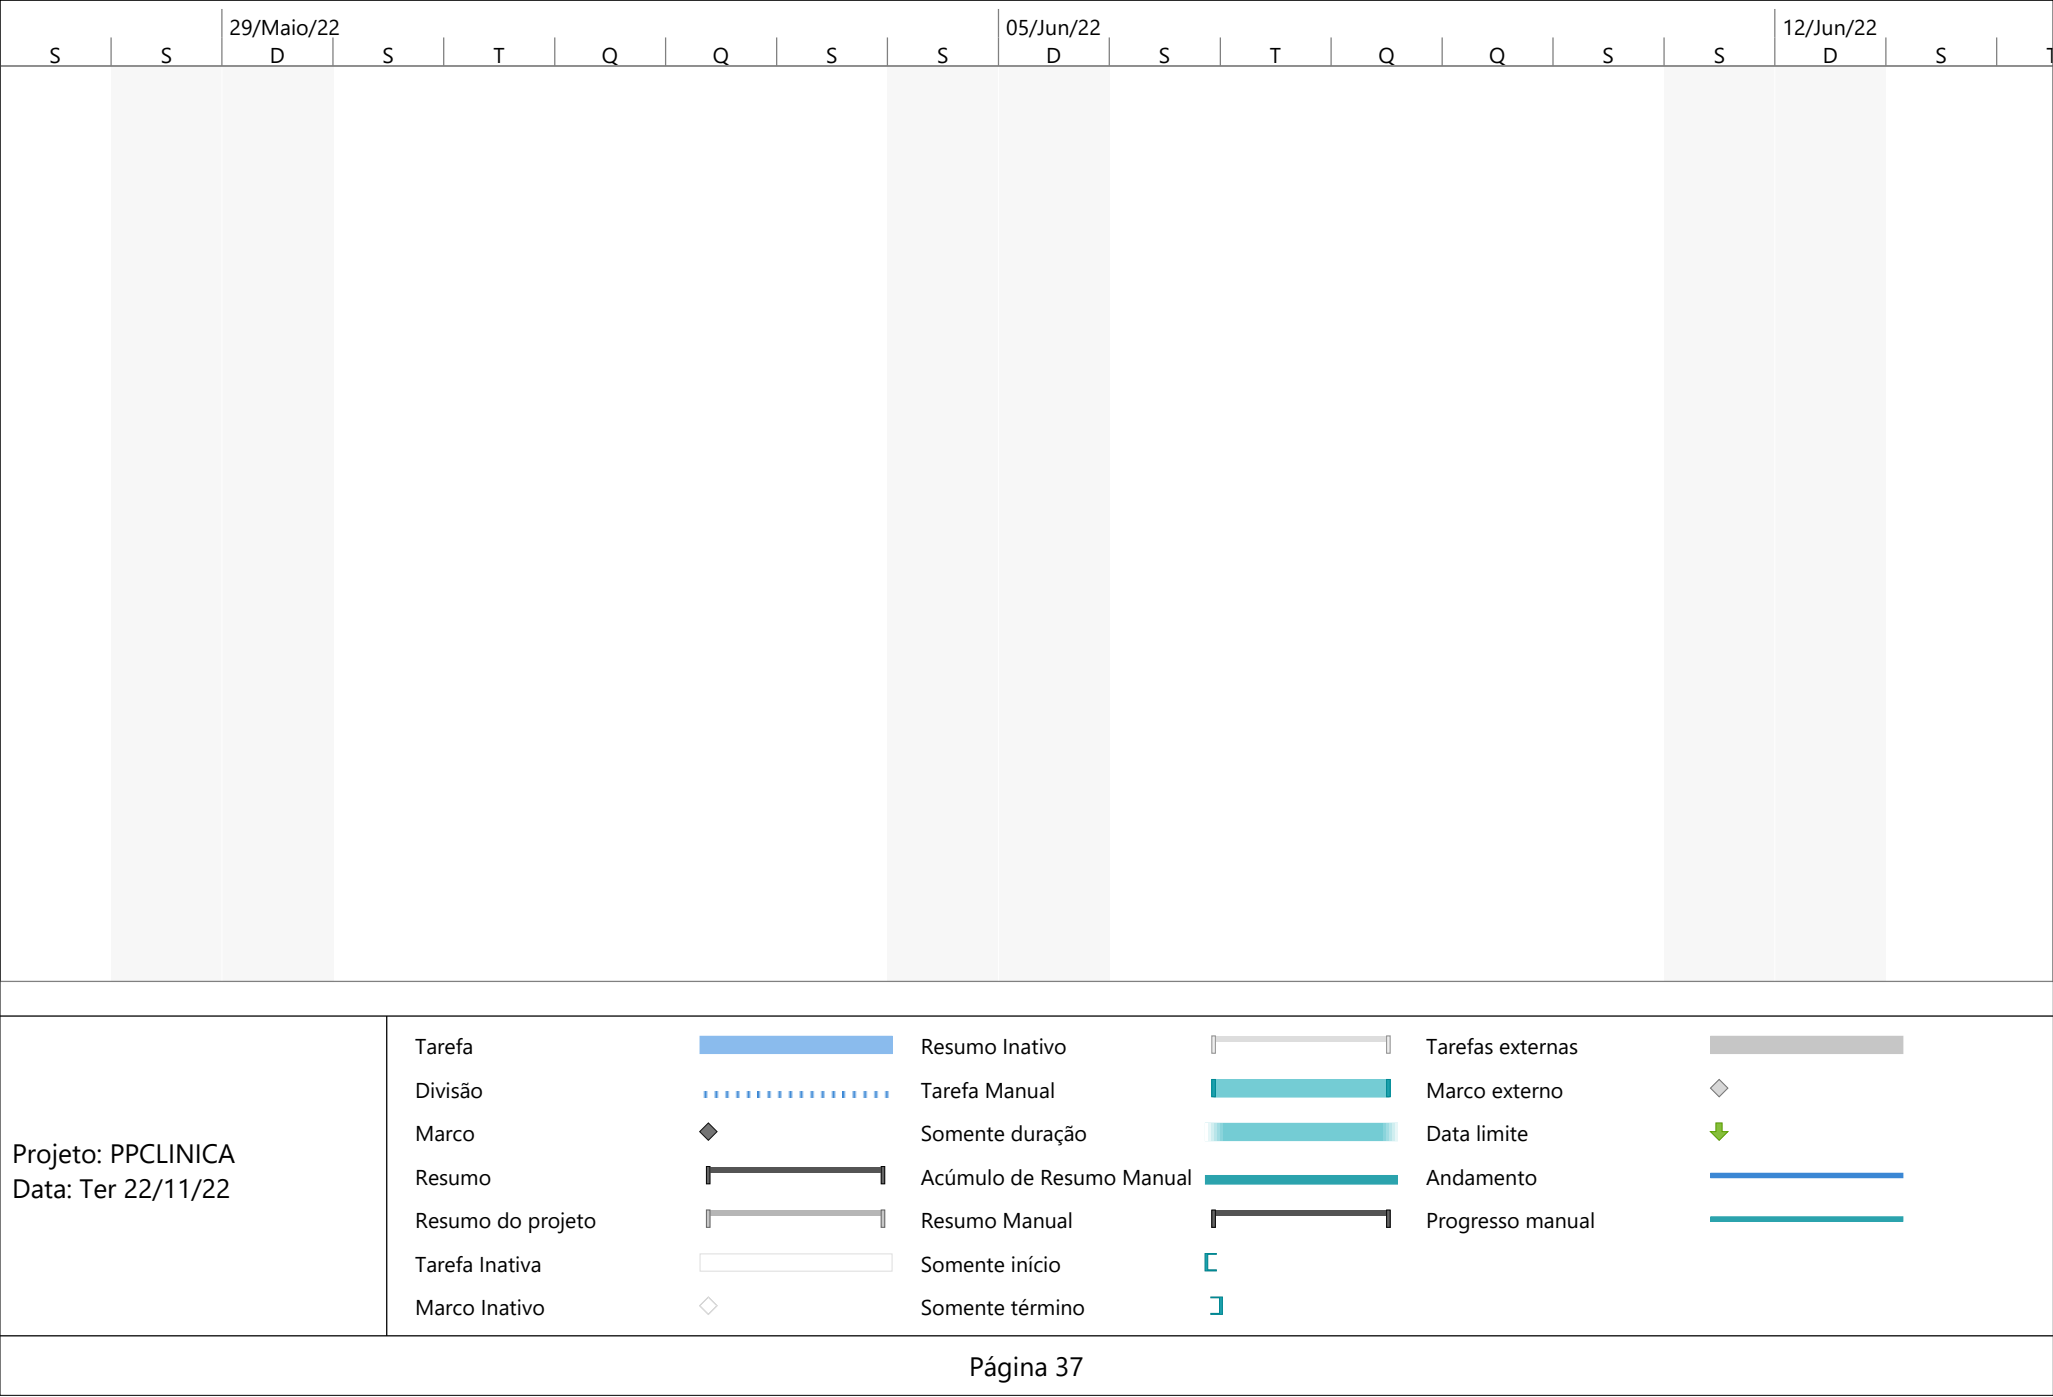 29/Maio/22 05/Jun/22 12/Jun/22
S S D S T Q Q S S D S T Q Q S S D S T
Tarefa Resumo Inativo Tarefas externas
Divisão Tarefa Manual Marco externo
Marco Somente duração Data limite
Resumo Acúmulo de Resumo Manual Andamento
Resumo do projeto Resumo Manual Progresso manual
Tarefa Inativa Somente início
Marco Inativo Somente término
Projeto: PPCLINICA
Data: Ter 22/11/22
Página 37